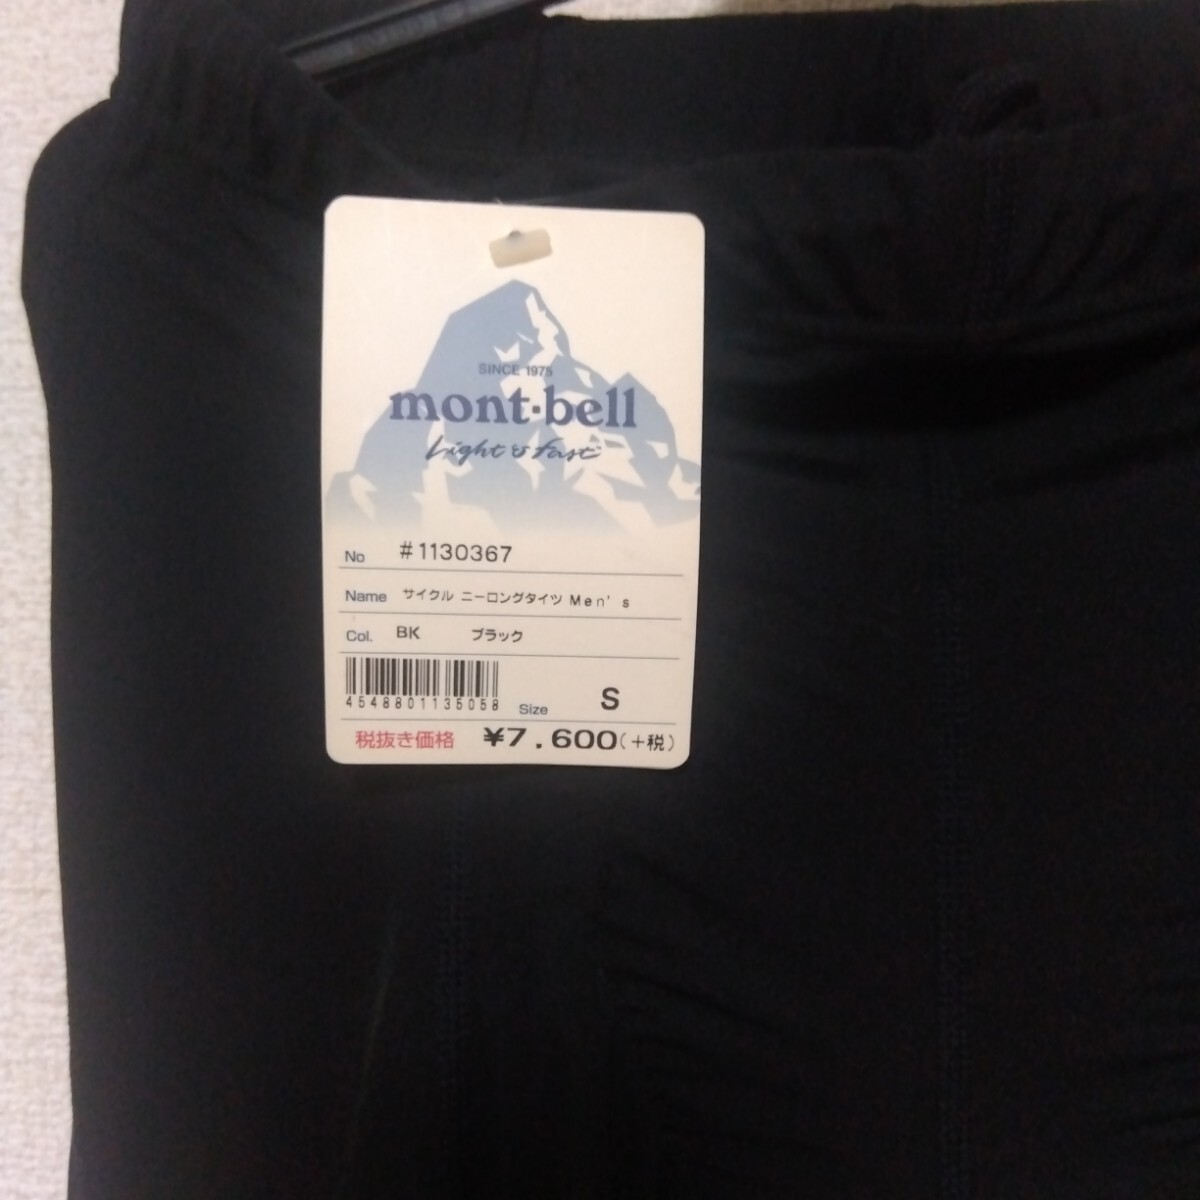 SINCE 1975
mont-bell
Light & fast
No #1130367
Name サイクル ニーロングタイツ Men's
Col. BK ブラック
4548801135058
Size S
税抜き価格 ¥7,600(+税)